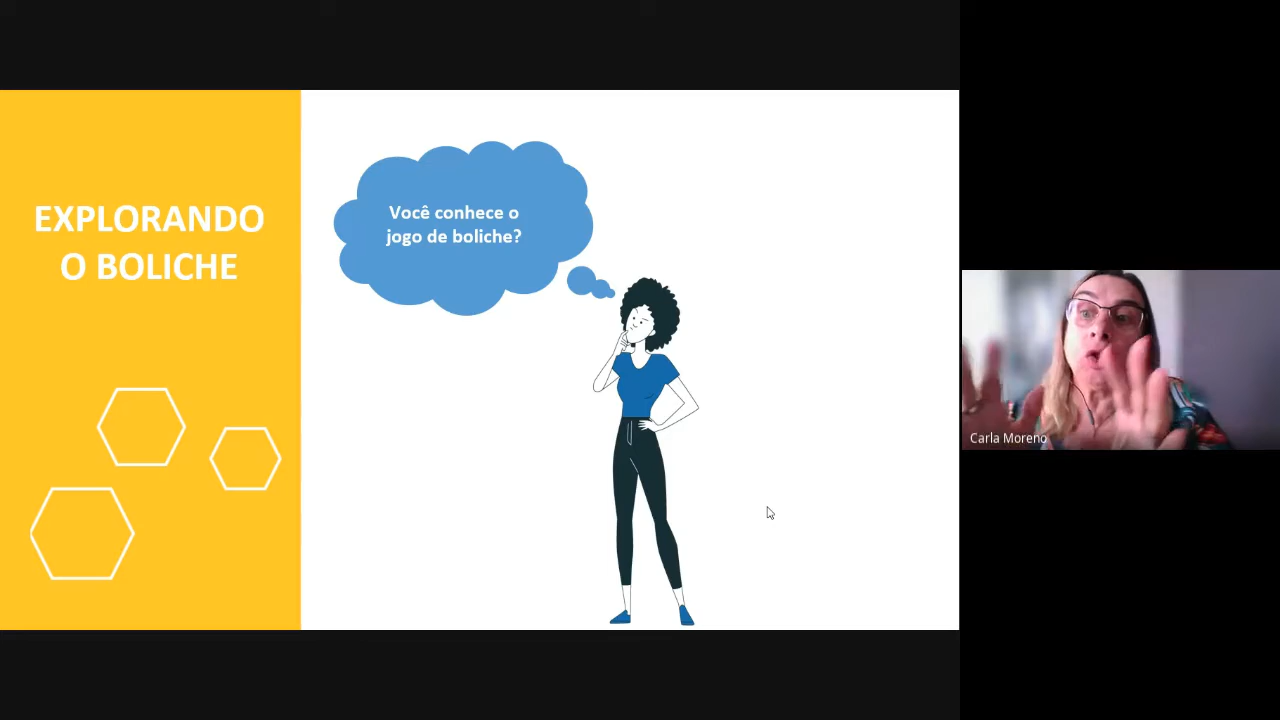 EXPLORANDO
O BOLICHE
Você conhece o
jogo de boliche?
Carla Moreno